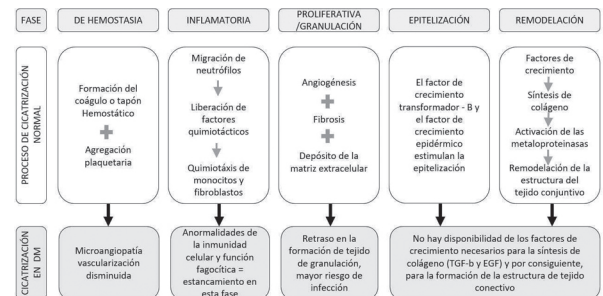 FASE
DE HEMOSTASIA
INFLAMATORIA
PROLIFERATIVA
/GRANULACIÓN
EPITELIZACIÓN
REMODELACIÓN
PROCESO DE CICATRIZACIÓN
NORMAL
Formación del
coágulo o tapón
Hemostático
Agregación
plaquetaria
Migración de
neutrófilos
Liberación de
factores
quimiotácticos
Quimiotáxis de
monocitos y
fibroblastos
Angiogénesis
Fibrosis
Depósito de la
matriz extracelular
El factor de
crecimiento
transformador - B y
el factor de
crecimiento
epidérmico
estimulan la
epitelización
Factores de
crecimiento
Síntesis de
colágeno
Activación de las
metaloproteinasas
Remodelación de la
estructura del
tejido conjuntivo
CICATRIZACIÓN
EN DM
Microangiopatía
vascularización
disminuida
Anormalidades de
la inmunidad
celular y función
fagocítica =
estancamiento en
esta fase
Retraso en la
formación de tejido
de granulación,
mayor riesgo de
infección
No hay disponibilidad de los factores de
crecimiento necesarios para la síntesis de
colágeno (TGF-b y EGF) y por consiguiente,
para la formación de la estructura de tejido
conectivo